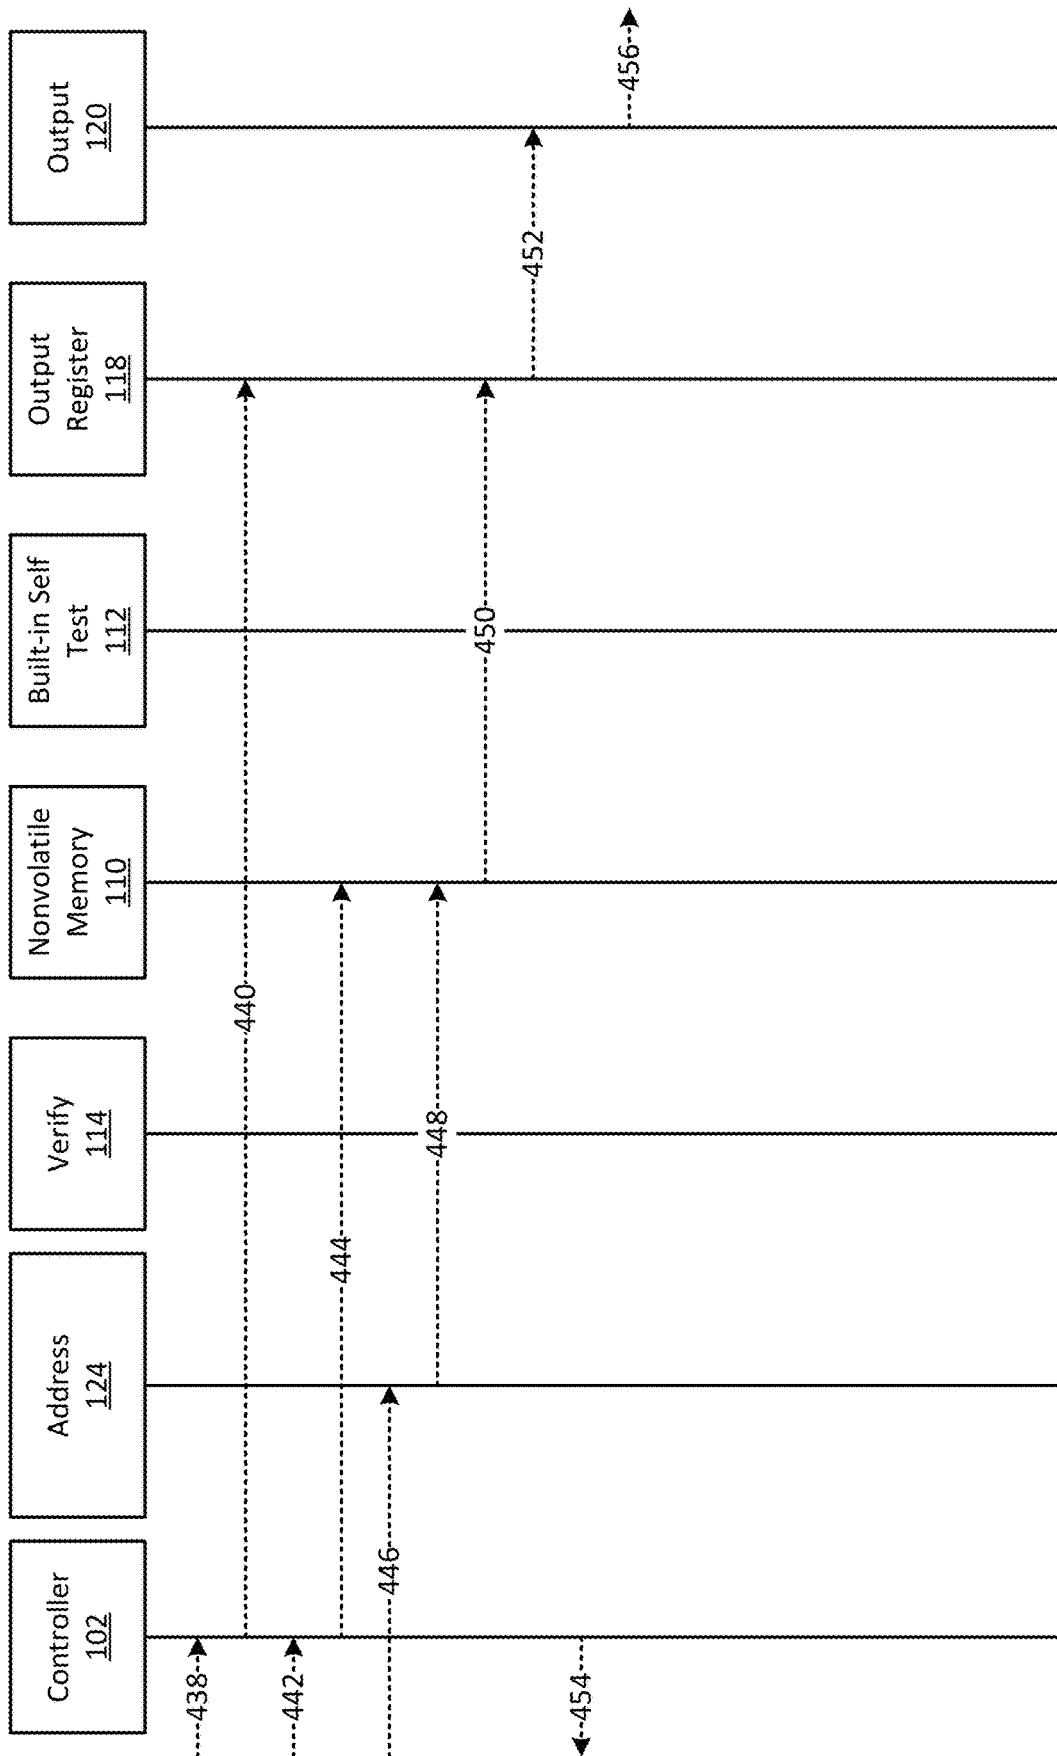 Controller
102
Address
124
Verify
114
Nonvolatile
Memory
110
Built-in Self
Test
112
Output
Register
118
Output
120
438
440
442
444
446
448
450
452
454
456